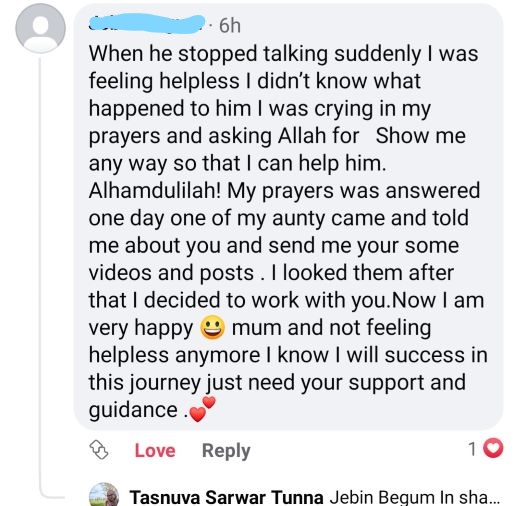 · 6h
When he stopped talking suddenly I was
feeling helpless I didn't know what
happened to him I was crying in my
prayers and asking Allah for Show me
any way so that I can help him.
Alhamdulilah! My prayers was answered
one day one of my aunty came and told
me about you and send me your some
videos and posts . I looked them after
that I decided to work with you.Now I am
very happy 😃 mum and not feeling
helpless anymore I know I will success in
this journey just need your support and
guidance .💕
Love Reply 1
Tasnuva Sarwar Tunna Jebin Begum In sha...